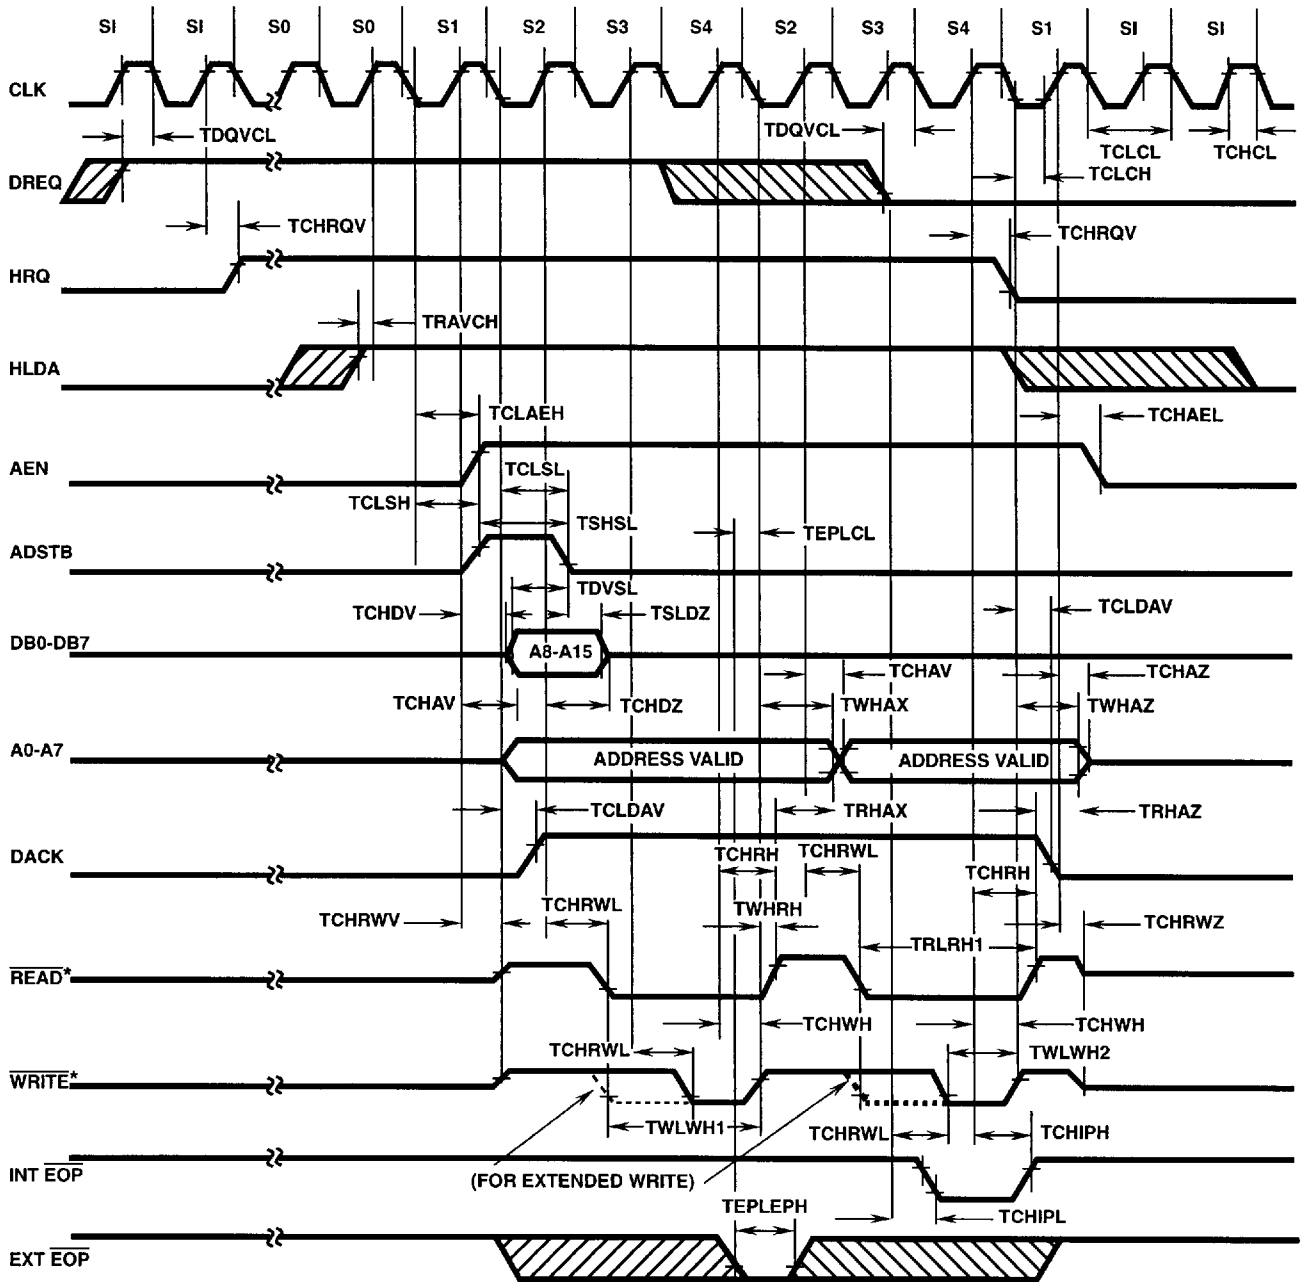 SI SI S0 S0 S1 S2 S3 S4 S2 S3 S4 S1 SI SI
CLK
TDQVCL TDQVCL TCLCL TCHCL
DREQ TCLCH
TCHRQV TCHRQV
HRQ
TRAVCH
HLDA
TCLAEH TCHAEL
AEN TCLSL
TCLSH
TSHSL TEPLCL
ADSTB
TDVSL
TCHDV TSLDZ TCLDAV
DB0-DB7 A8-A15
TCHAV TCHAZ
TCHAV TCHDZ TWHAX TWHAZ
A0-A7 ADDRESS VALID ADDRESS VALID
TCLDAV TRHAX TRHAZ
DACK TCHRH TCHRWL
TCHRH
TCHRWV TCHRWL TWHRH TCHRWZ
TRLRH1
READ*
TCHWH TCHWH
TCHRWL TWLWH2
WRITE*
TWLWH1 TCHRWL TCHIPH
INT EOP (FOR EXTENDED WRITE)
TEPLEPH TCHIPL
EXT EOP